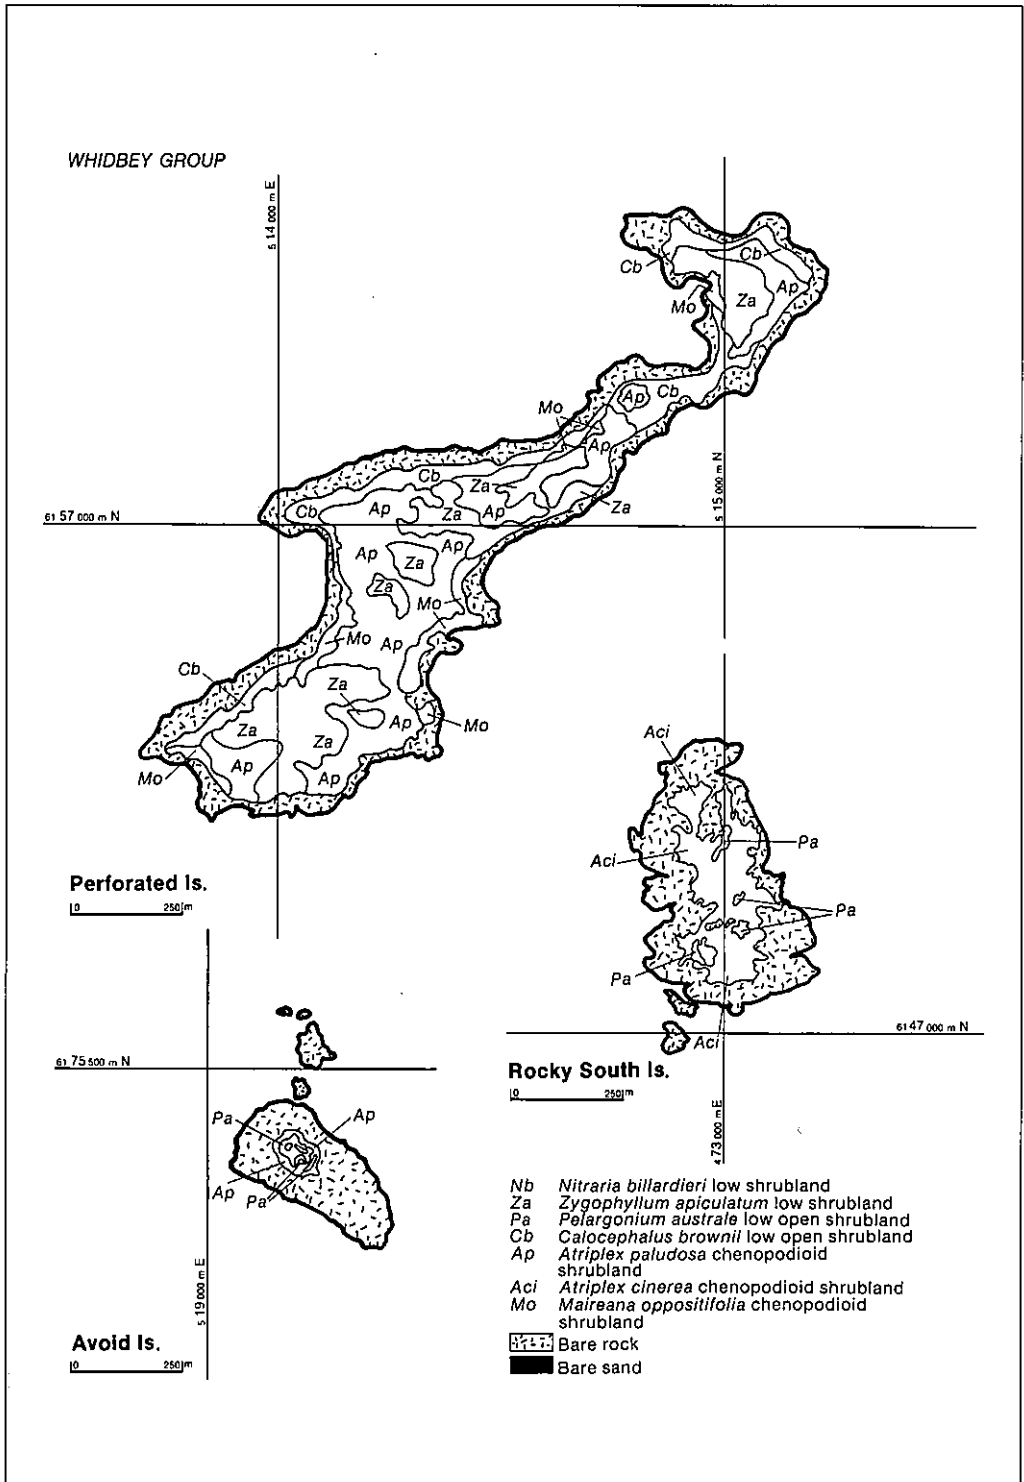 WHIDBEY GROUP
5 14 000 m E
Cb
Cb
Ap
Mo
Za
Ap
Cb
Mo
Ap
Cb
Za
5 15 000 m N
Cb
Ap
Za
Ap
Za
61 57 000 m N
Ap
Za
Ap
Za
Mo
Mo
Ap
Cb
Za
Za
Ap
Mo
Za
Ap
Mo
Ap
Perforated Is.
0 250 m
Aci
Pa
Aci
Pa
Pa
Aci
61 47 000 m N
Rocky South Is.
0 250 m
4 73 000 m E
61 75 500 m N
Pa
Ap
Ap
Pa
5 19 000 m E
Avoid Is.
0 250 m
Nb Nitraria billardieri low shrubland
Za Zygophyllum apiculatum low shrubland
Pa Pelargonium australe low open shrubland
Cb Calocephalus brownii low open shrubland
Ap Atriplex paludosa chenopodioid
shrubland
Aci Atriplex cinerea chenopodioid shrubland
Mo Maireana oppositifolia chenopodioid
shrubland
Bare rock
Bare sand